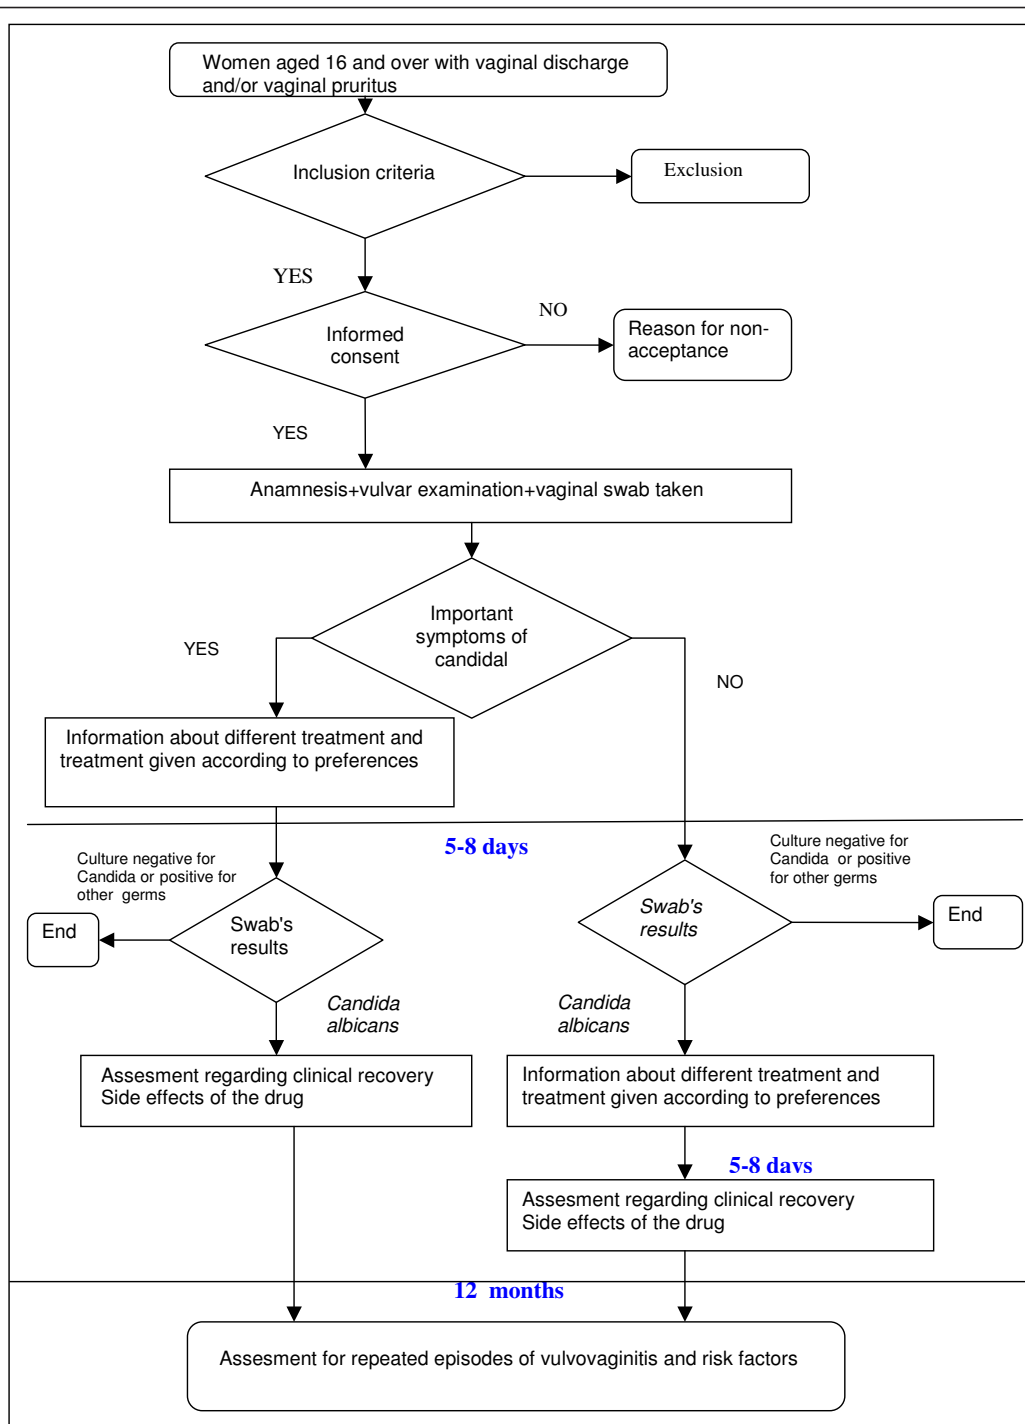 Women aged 16 and over with vaginal discharge
and/or vaginal pruritus
Inclusion criteria
Exclusion
YES
Informed
consent
NO
Reason for non-
acceptance
YES
Anamnesis+vulvar examination+vaginal swab taken
Important
symptoms of
candidal
YES
NO
Information about different treatment and
treatment given according to preferences
5-8 days
Culture negative for
Candida or positive for
other germs
Swab's
results
End
Candida
albicans
Culture negative for
Candida or positive
for other germs
Swab's
results
End
Candida
albicans
Assesment regarding clinical recovery
Side effects of the drug
Information about different treatment and
treatment given according to preferences
5-8 days
Assesment regarding clinical recovery
Side effects of the drug
12 months
Assesment for repeated episodes of vulvovaginitis and risk factors